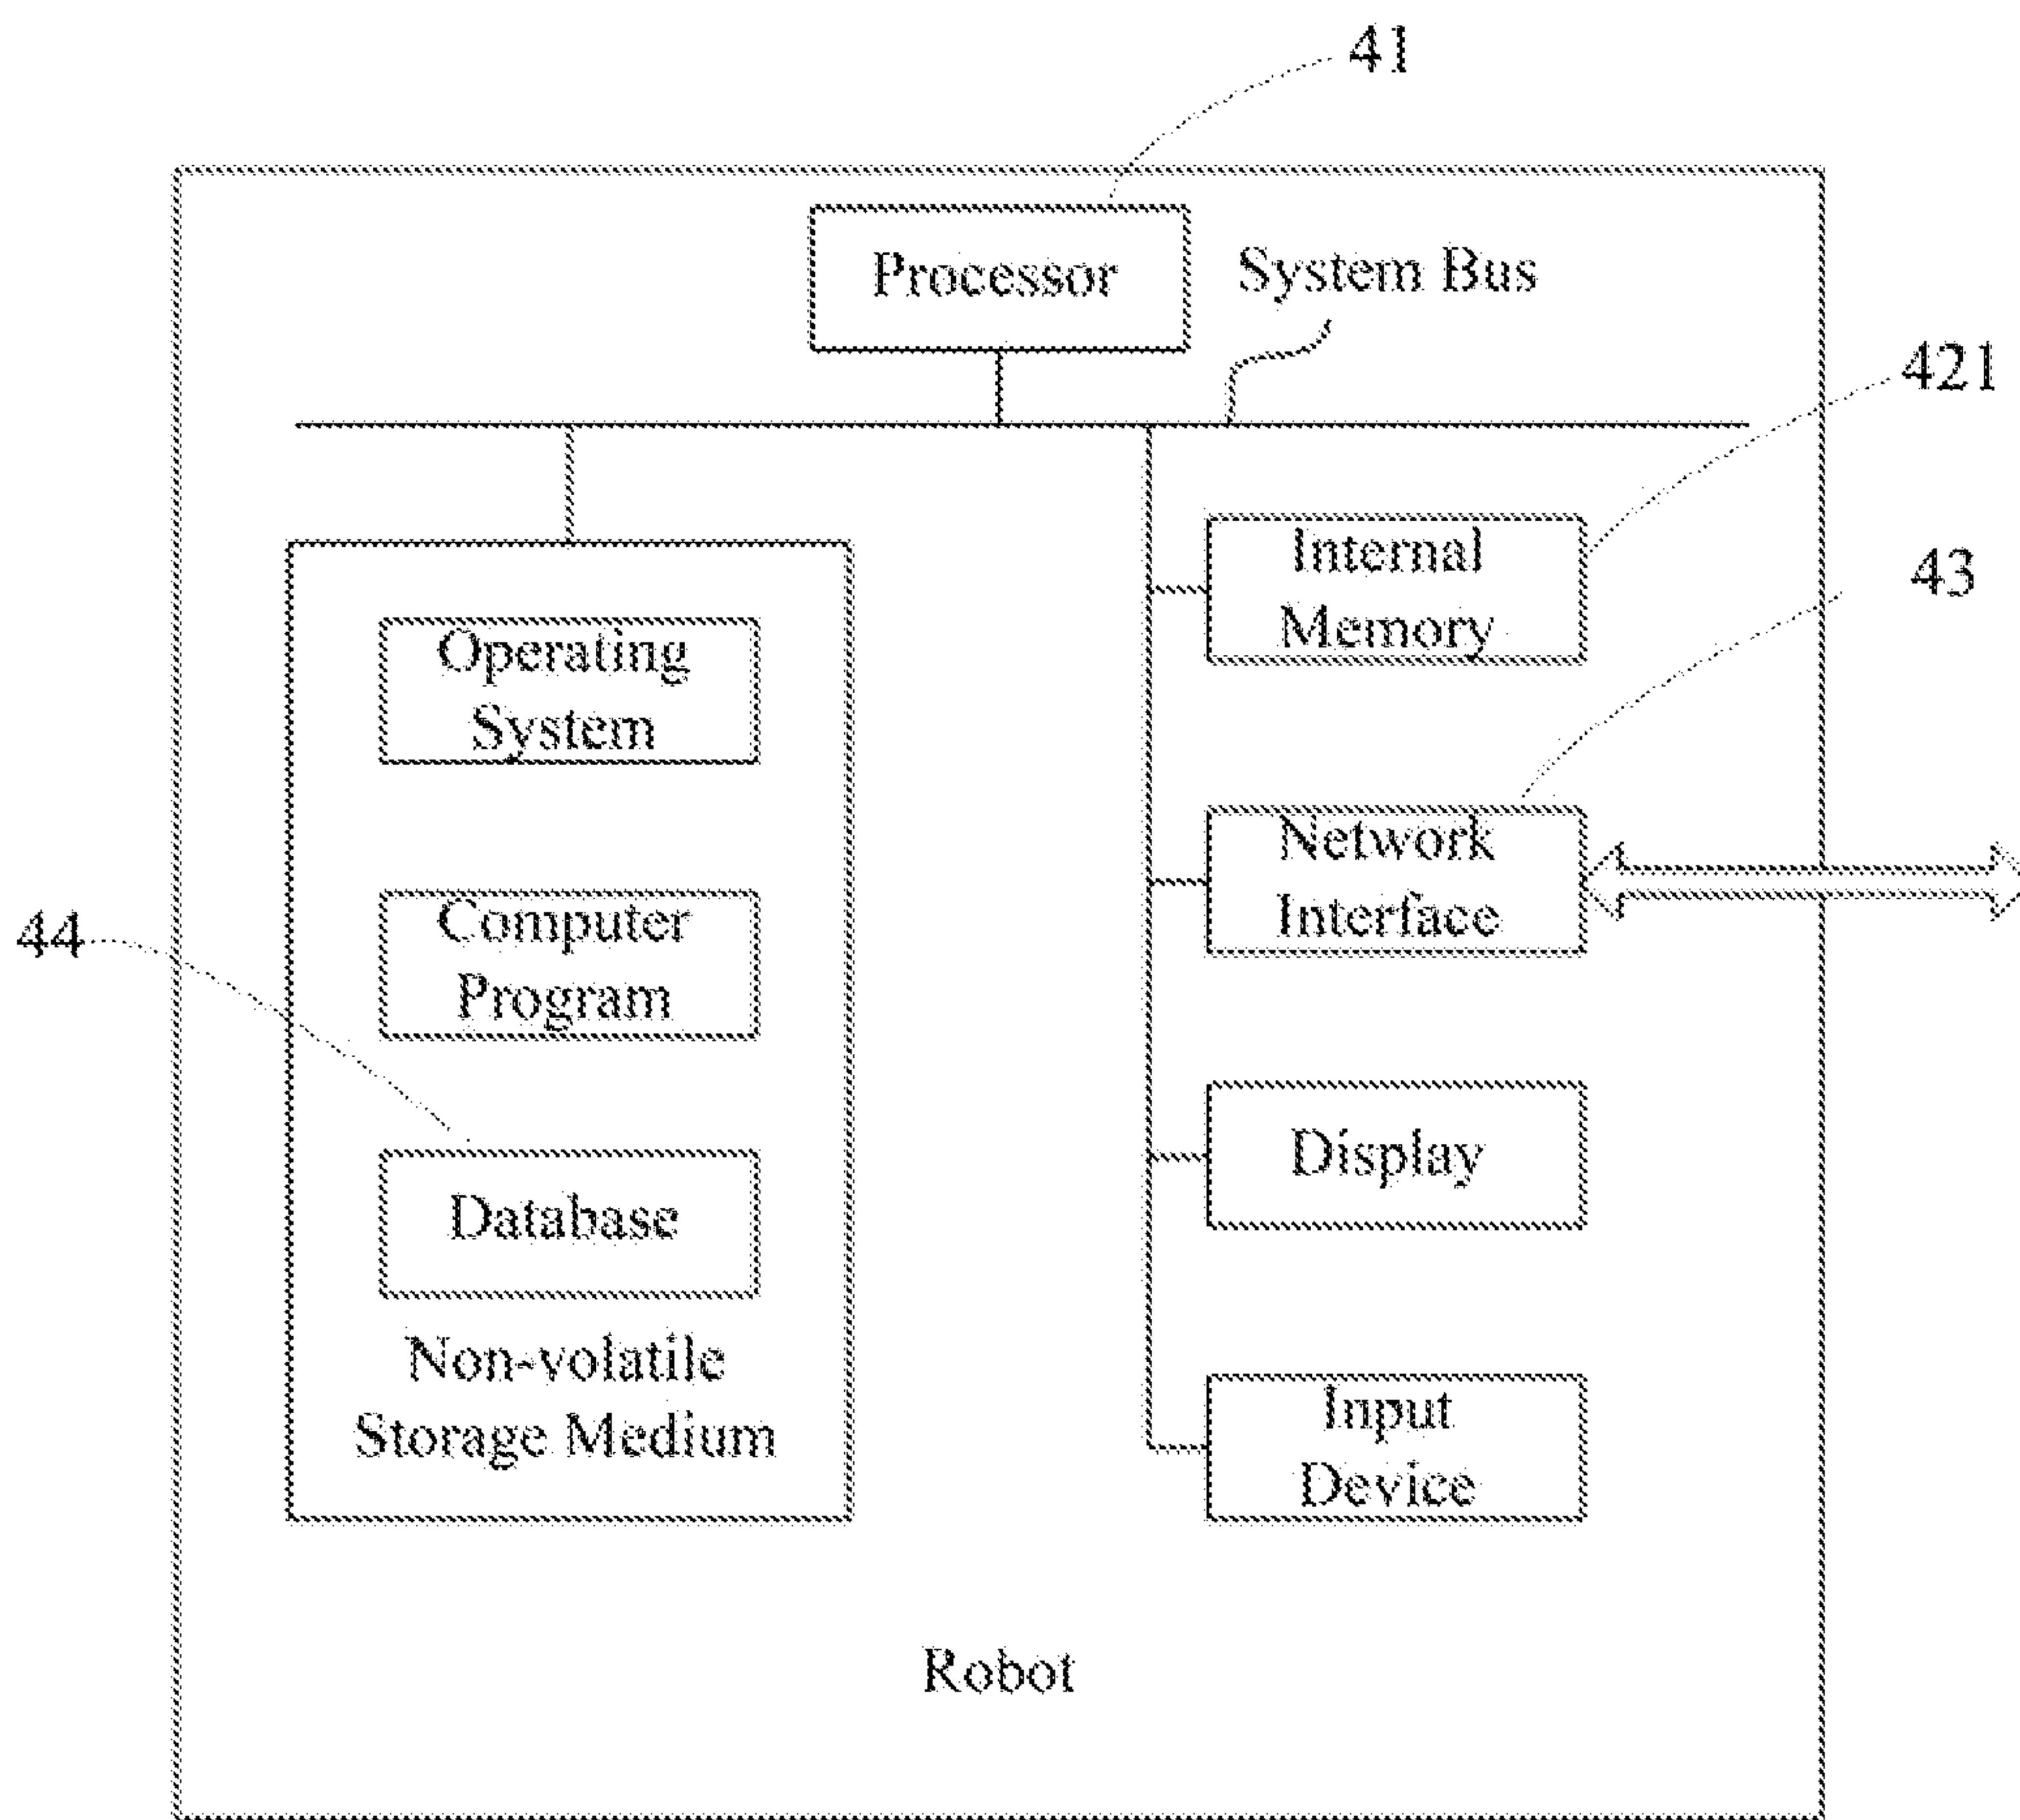 41
Processor
System Bus
421
Internal
Memory
43
Operating
System
Network
Interface
44
Computer
Program
Display
Database
Non-volatile
Storage Medium
Input
Device
Robot